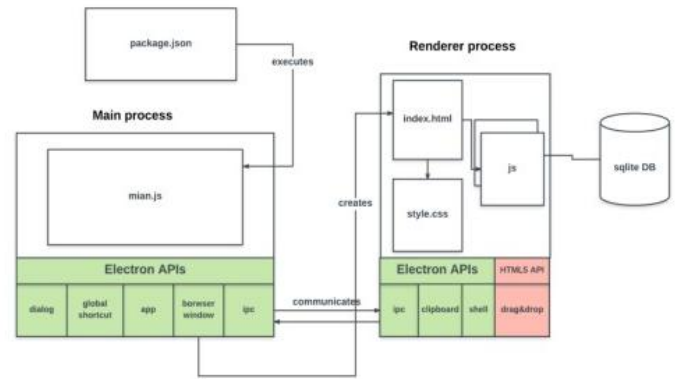 package.json
executes
Renderer process
Main process
mian.js
index.html
js
sqlite DB
creates
style.css
Electron APIs
dialog
global
shortcut
app
borwser
window
ipc
communicates
Electron APIs
HTML5 API
ipc
clipboard
shell
drag&drop